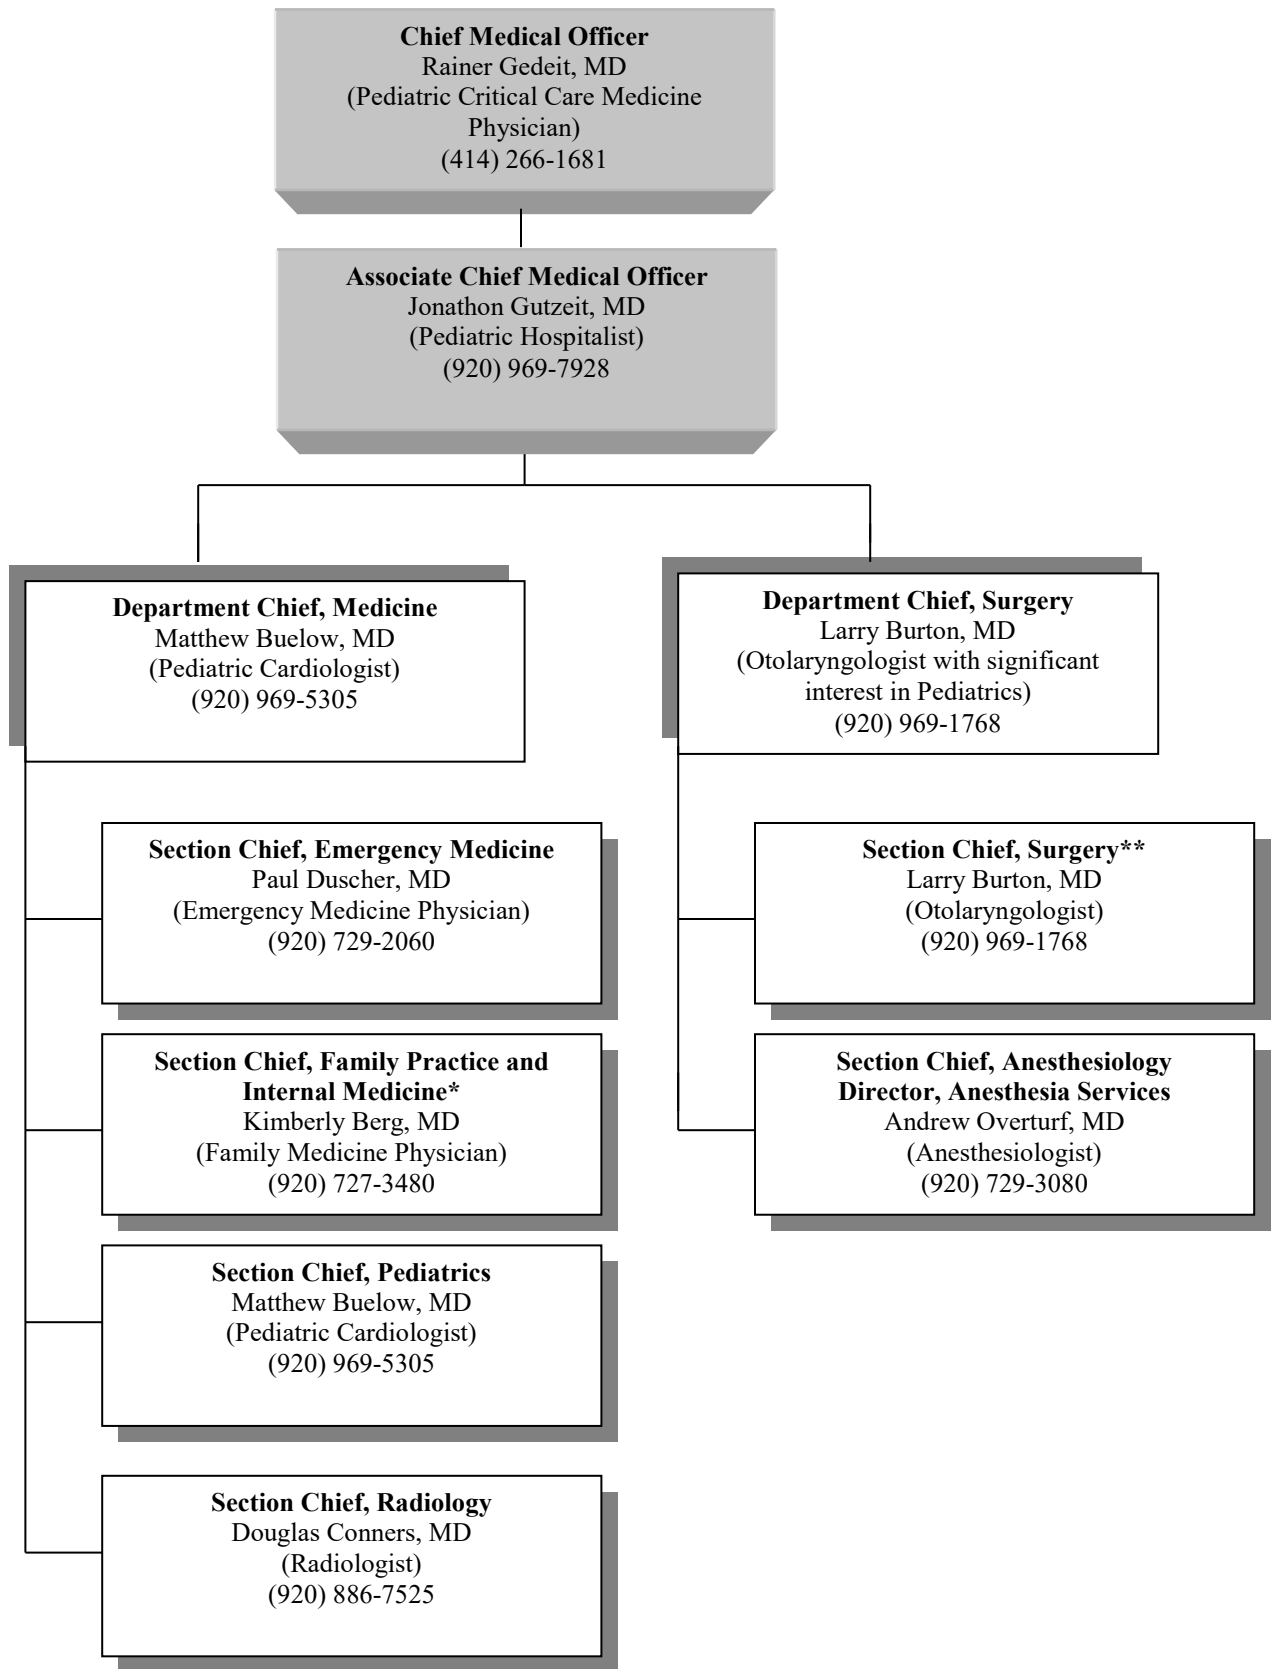 Chief Medical Officer
Rainer Gedeit, MD
(Pediatric Critical Care Medicine
Physician)
(414) 266-1681
Associate Chief Medical Officer
Jonathon Gutzeit, MD
(Pediatric Hospitalist)
(920) 969-7928
Department Chief, Medicine
Matthew Buelow, MD
(Pediatric Cardiologist)
(920) 969-5305
Department Chief, Surgery
Larry Burton, MD
(Otolaryngologist with significant
interest in Pediatrics)
(920) 969-1768
Section Chief, Emergency Medicine
Paul Duscher, MD
(Emergency Medicine Physician)
(920) 729-2060
Section Chief, Surgery**
Larry Burton, MD
(Otolaryngologist)
(920) 969-1768
Section Chief, Family Practice and
Internal Medicine*
Kimberly Berg, MD
(Family Medicine Physician)
(920) 727-3480
Section Chief, Anesthesiology
Director, Anesthesia Services
Andrew Overturf, MD
(Anesthesiologist)
(920) 729-3080
Section Chief, Pediatrics
Matthew Buelow, MD
(Pediatric Cardiologist)
(920) 969-5305
Section Chief, Radiology
Douglas Conners, MD
(Radiologist)
(920) 886-7525